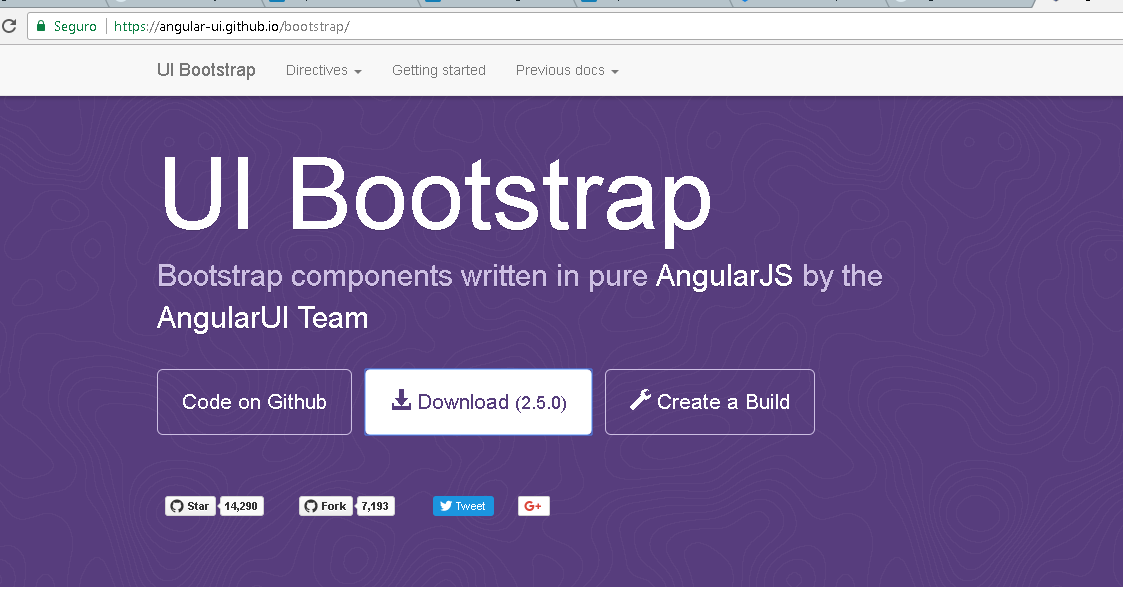 Seguro https://angular-ui.github.io/bootstrap/
UI Bootstrap Directives Getting started Previous docs
UI Bootstrap
Bootstrap components written in pure AngularJS by the
AngularUI Team
Code on Github Download (2.5.0) Create a Build
Star 14,290 Fork 7,193 Tweet G+